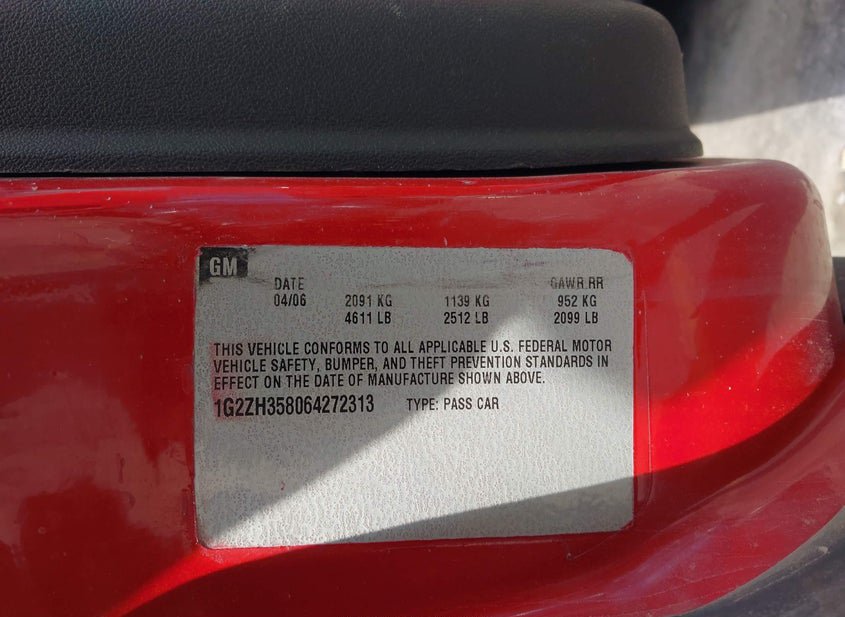 GM
DATE GAWR RR
04/06 2091 KG 1139 KG 952 KG
4611 LB 2512 LB 2099 LB
THIS VEHICLE CONFORMS TO ALL APPLICABLE U.S. FEDERAL MOTOR
VEHICLE SAFETY, BUMPER, AND THEFT PREVENTION STANDARDS IN
EFFECT ON THE DATE OF MANUFACTURE SHOWN ABOVE.
1G2ZH358064272313 TYPE: PASS CAR